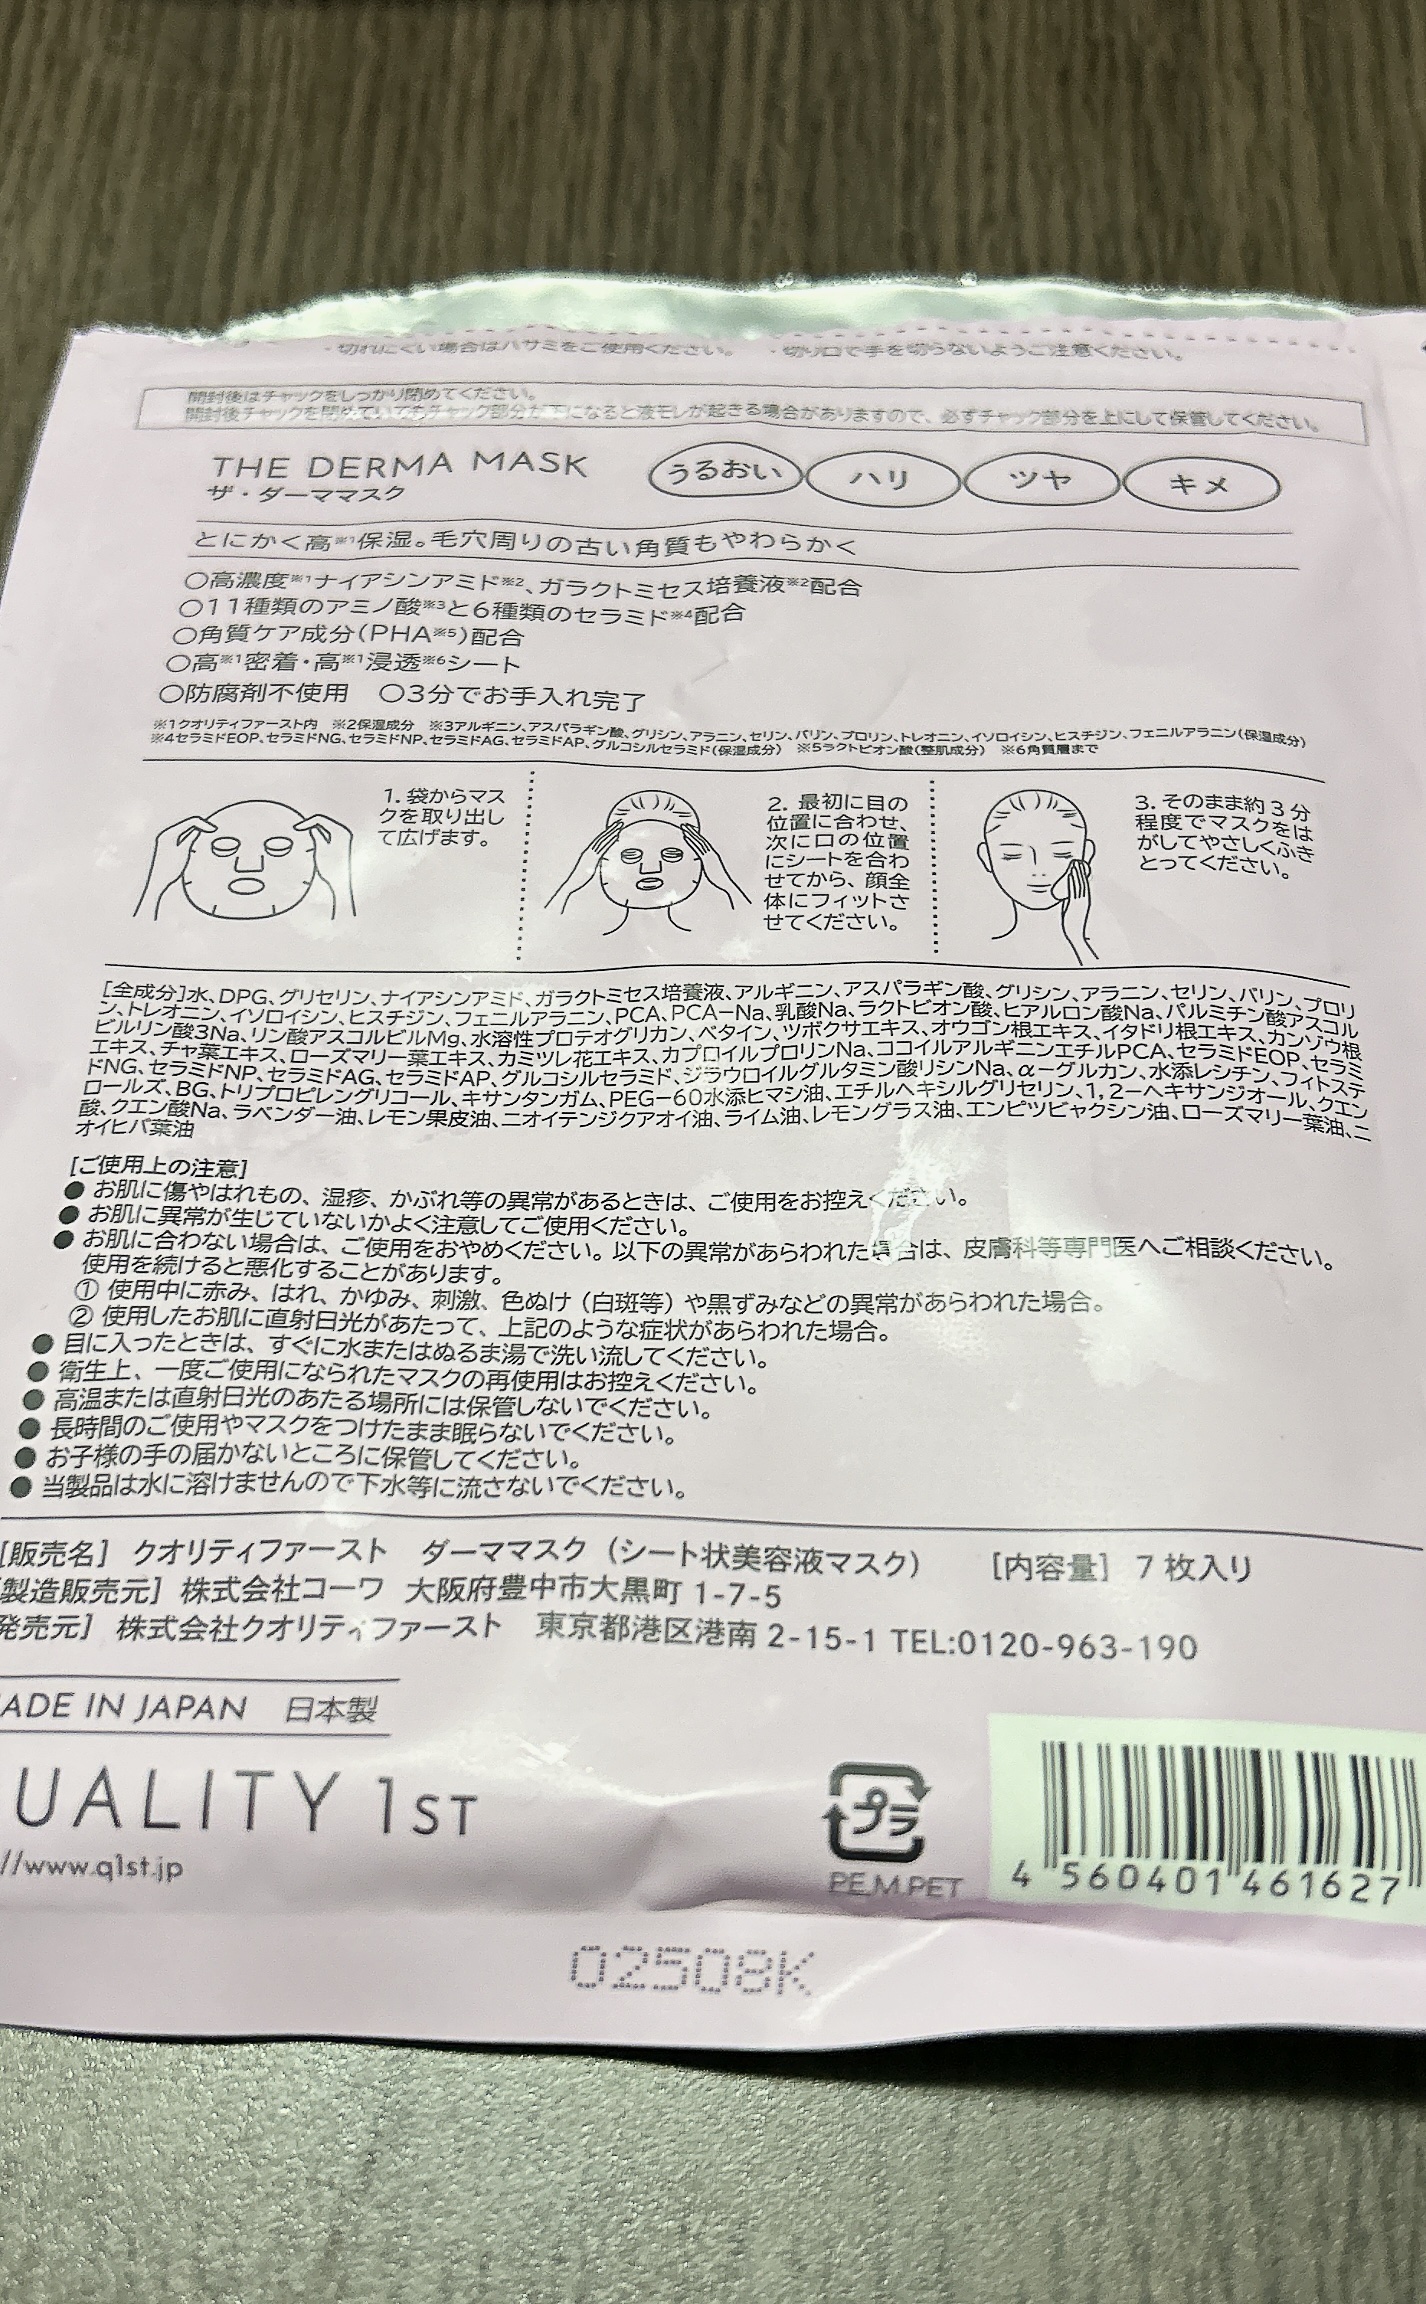 ・切れにくい場合はハサミをご使用ください。 ・切り口で手を切らないようご注意ください。
開封後はチャックをしっかり閉めてください。
開封後チャックを閉めていてもチャック部分が下になると液モレが起きる場合がありますので、必ずチャック部分を上にして保管してください。
THE DERMA MASK うるおい ハリ ツヤ キメ
ザ・ダーママスク
とにかく高※1保湿。毛穴周りの古い角質もやわらかく
○高濃度※1ナイアシンアミド※2、ガラクトミセス培養液※2配合
○11種類のアミノ酸※3と6種類のセラミド※4配合
○角質ケア成分(PHA※5)配合
○高※1密着・高※1浸透※6シート
○防腐剤不使用 ○3分でお手入れ完了
※1クオリティファースト内 ※2保湿成分 ※3アルギニン、アスパラギン酸、グリシン、アラニン、セリン、バリン、プロリン、トレオニン、イソロイシン、ヒスチジン、フェニルアラニン(保湿成分)
※4セラミドEOP、セラミドNG、セラミドNP、セラミドAG、セラミドAP、グルコシルセラミド(保湿成分) ※5ラクトビオン酸(整肌成分) ※6角質層まで
1. 袋からマス
クを取り出し
て広げます。
2. 最初に目の
位置に合わせ、
次に口の位置
にシートを合わ
せてから、顔全
体にフィットさ
せてください。
3. そのまま約3分
程度でマスクをは
がしてやさしくふき
とってください。
[全成分]水、DPG、グリセリン、ナイアシンアミド、ガラクトミセス培養液、アルギニン、アスパラギン酸、グリシン、アラニン、セリン、バリン、プロリ
ン、トレオニン、イソロイシン、ヒスチジン、フェニルアラニン、PCA、PCA-Na、乳酸Na、ラクトビオン酸、ヒアルロン酸Na、パルミチン酸アスコル
ビルリン酸3Na、リン酸アスコルビルMg、水溶性プロテオグリカン、ベタイン、ツボクサエキス、オウゴン根エキス、イタドリ根エキス、カンゾウ根
エキス、チャ葉エキス、ローズマリー葉エキス、カミツレ花エキス、カプロイルプロリンNa、ココイルアルギニンエチルPCA、セラミドEOP、セラミ
ドNG、セラミドNP、セラミドAG、セラミドAP、グルコシルセラミド、ジラウロイルグルタミン酸リシンNa、α-グルカン、水添レシチン、フィトステ
ロールズ、BG、トリプロピレングリコール、キサンタンガム、PEG-60水添ヒマシ油、エチルヘキシルグリセリン、1,2-ヘキサンジオール、クエン
酸、クエン酸Na、ラベンダー油、レモン果皮油、ニオイテンジクアオイ油、ライム油、レモングラス油、エンピツビャクシン油、ローズマリー葉油、ニ
オイヒバ葉油
[ご使用上の注意]
● お肌に傷やはれもの、湿疹、かぶれ等の異常があるときは、ご使用をお控えください。
● お肌に異常が生じていないかよく注意してご使用ください。
● お肌に合わない場合は、ご使用をおやめください。以下の異常があらわれた場合は、皮膚科等専門医へご相談ください。
使用を続けると悪化することがあります。
① 使用中に赤み、はれ、かゆみ、刺激、色ぬけ（白斑等）や黒ずみなどの異常があらわれた場合。
② 使用したお肌に直射日光があたって、上記のような症状があらわれた場合。
● 目に入ったときは、すぐに水またはぬるま湯で洗い流してください。
● 衛生上、一度ご使用になられたマスクの再使用はお控えください。
● 高温または直射日光のあたる場所には保管しないでください。
● 長時間のご使用やマスクをつけたまま眠らないでください。
● お子様の手の届かないところに保管してください。
● 当製品は水に溶けませんので下水等に流さないでください。
[販売名] クオリティファースト ダーママスク（シート状美容液マスク） [内容量] 7枚入り
製造販売元] 株式会社コーワ 大阪府豊中市大黒町 1-7-5
発売元] 株式会社クオリティファースト 東京都港区港南 2-15-1 TEL:0120-963-190
ADE IN JAPAN 日本製
UALITY 1ST
//www.q1st.jp
プラ
PE,M,PET
4 560401 461627
02508K